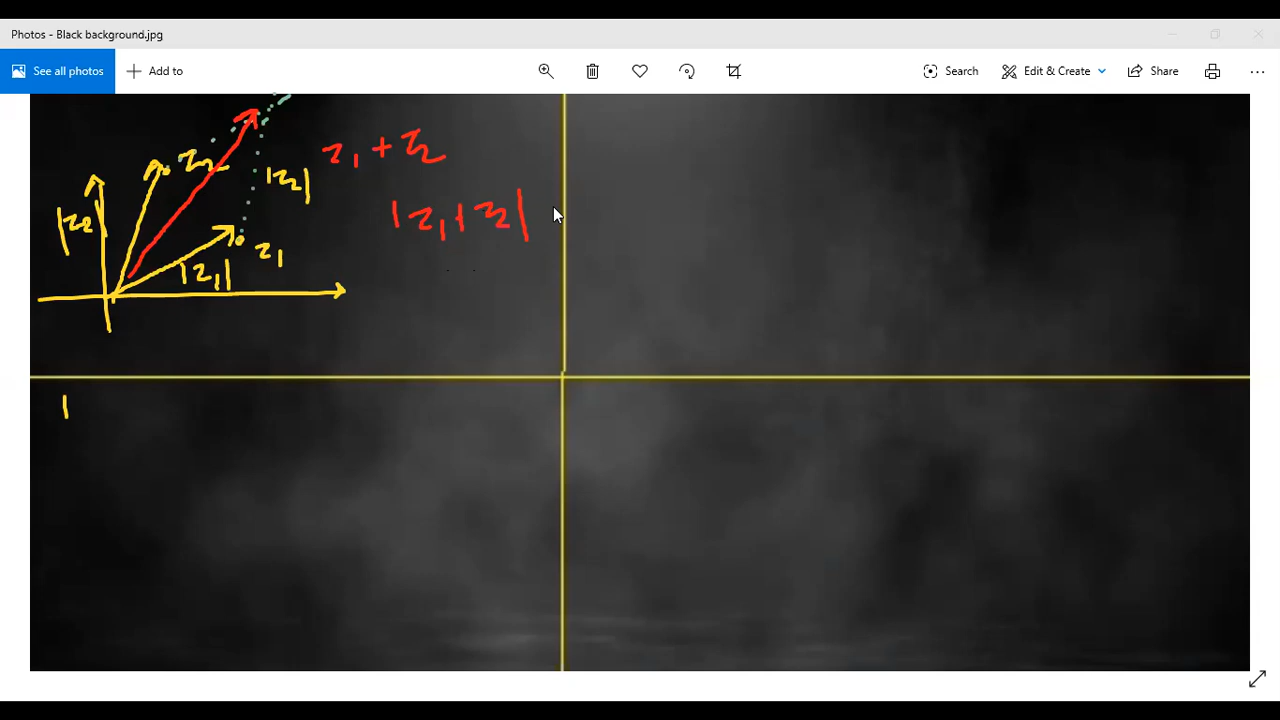 Photos - Black background.jpg
See all photos
Add to
Search
Edit & Create
Share
z₁ + z₂
z₂
|z₂|
|z₂
|z₁ + z₂|
z₁
|z₁|
|